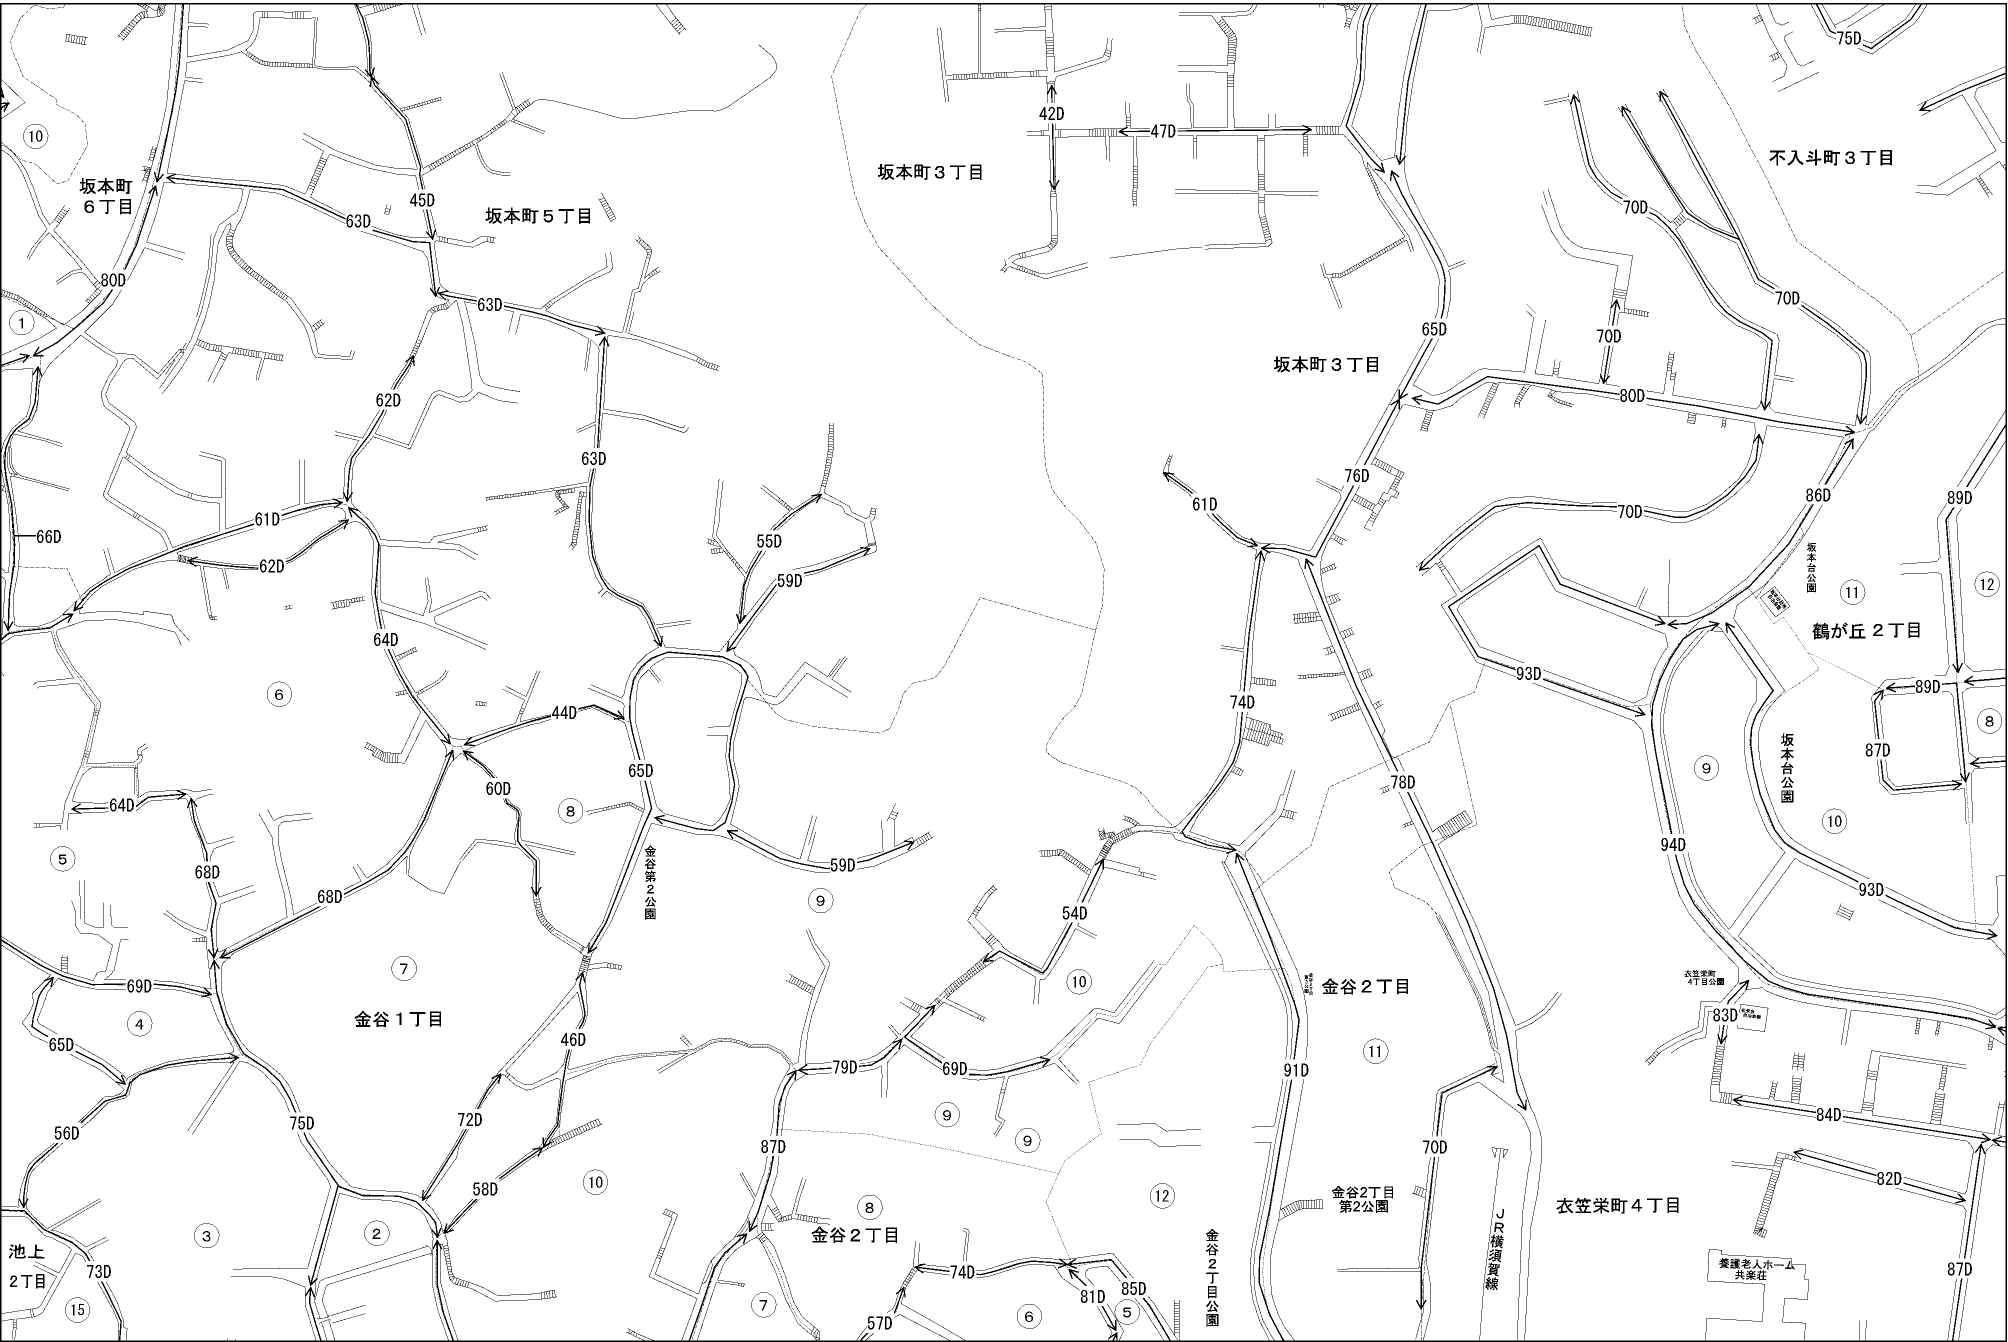 75D
42D
47D
10
坂本町3丁目
不入斗町3丁目
坂本町
6丁目
45D
坂本町5丁目
63D
70D
80D
1
63D
70D
65D
70D
坂本町3丁目
62D
80D
63D
76D
86D
89D
61D
61D
70D
66D
55D
62D
59D
坂本台公園
11
12
64D
鶴が丘2丁目
6
93D
89D
44D
74D
8
87D
65D
60D
78D
9
坂本台公園
64D
8
10
5
68D
金谷第2公園
59D
94D
68D
9
54D
93D
7
10
69D
金谷2丁目
衣笠栄町
4丁目公園
4
金谷1丁目
83D
65D
46D
11
79D
69D
91D
75D
72D
9
84D
56D
9
87D
70D
58D
10
12
金谷2丁目
第2公園
82D
8
衣笠栄町4丁目
3
2
金谷2丁目
JR横須賀線
池上
2丁目
金谷2丁目公園
73D
74D
養護老人ホーム
共楽荘
87D
81D
85D
15
7
6
5
57D